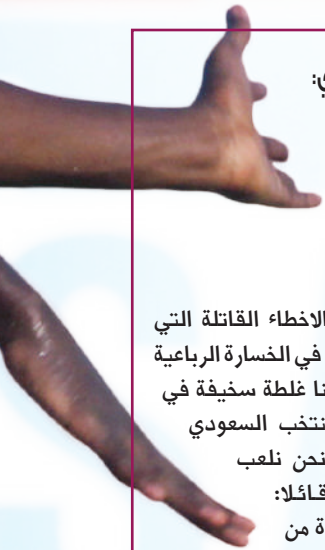 ي:
الاخطاء القاتلة التي
في الخسارة الرباعية
نا غلطة سخيفة في
نتخب السعودي
نحن نلعب
قائلا:
ة من